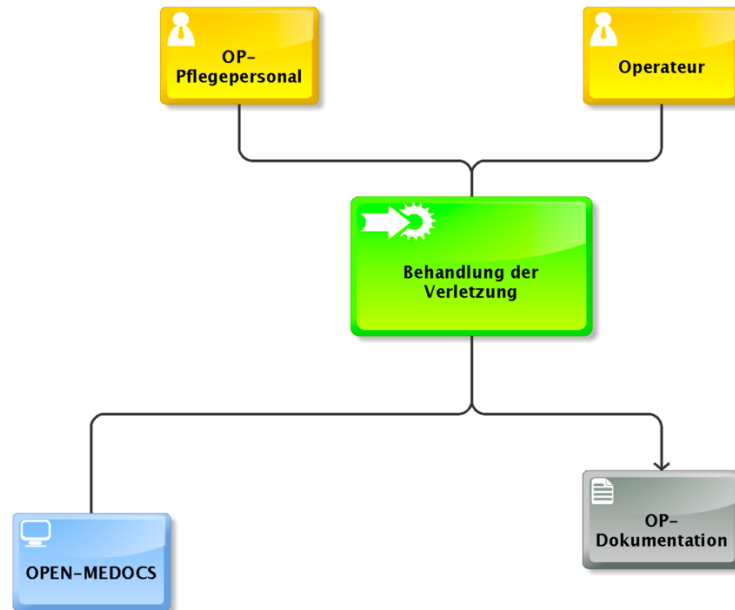 OP-
Pflegepersonal
Operateur
Behandlung der
Verletzung
OP-
Dokumentation
OPEN-MEDOCS